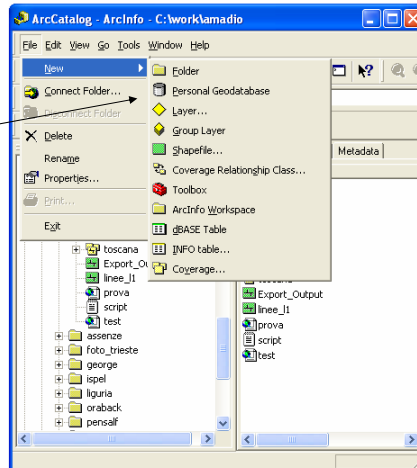 ArcCatalog - ArcInfo - C:\work\amadio
File Edit View Go Tools Window Help
New
Connect Folder...
Disconnect Folder
Delete
Rename
Properties...
Print...
Exit
Folder
Personal Geodatabase
Layer...
Group Layer
Shapefile...
Coverage Relationship Class...
Toolbox
ArcInfo Workspace
dBASE Table
INFO table...
Coverage...
Metadata
toscana
Export_Ou
linee_l1
prova
script
test
assenze
foto_trieste
george
ispel
liguria
oraback
pensalf
Export_Output
linee_l1
prova
script
test